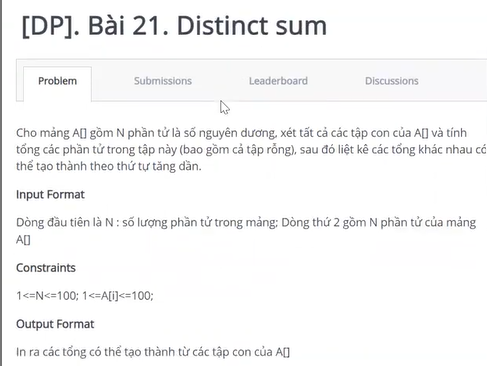 [DP]. Bài 21. Distinct sum
Problem Submissions Leaderboard Discussions
Cho mảng A[] gồm N phần tử là số nguyên dương, xét tất cả các tập con của A[] và tính
tổng các phần tử trong tập này (bao gồm cả tập rỗng), sau đó liệt kê các tổng khác nhau có
thể tạo thành theo thứ tự tăng dần.
Input Format
Dòng đầu tiên là N : số lượng phần tử trong mảng; Dòng thứ 2 gồm N phần tử của mảng
A[]
Constraints
1<=N<=100; 1<=A[i]<=100;
Output Format
In ra các tổng có thể tạo thành từ các tập con của A[]